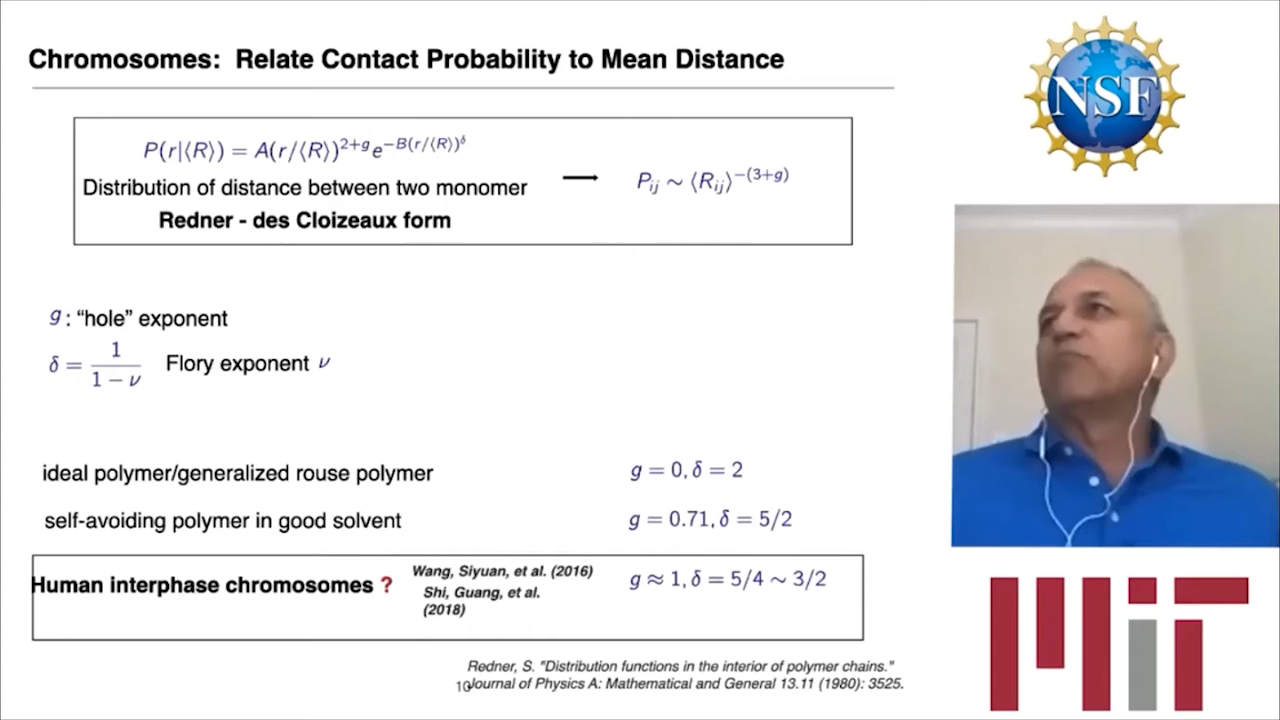 Chromosomes: Relate Contact Probability to Mean Distance
P(r|⟨R⟩) = A(r/⟨R⟩)^{2+g} e^{−B(r/⟨R⟩)^δ}
Distribution of distance between two monomer
Redner - des Cloizeaux form
P_{ij} ∼ ⟨R_{ij}⟩^{−(3+g)}
g: “hole” exponent
δ = 1/(1 − ν) Flory exponent ν
ideal polymer/generalized rouse polymer g = 0, δ = 2
self-avoiding polymer in good solvent g = 0.71, δ = 5/2
Human interphase chromosomes ? Wang, Siyuan, et al. (2016) g ≈ 1, δ = 5/4 ∼ 3/2
Shi, Guang, et al.
(2018)
Redner, S. "Distribution functions in the interior of polymer chains."
10
Journal of Physics A: Mathematical and General 13.11 (1980): 3525.
NSF
MIT